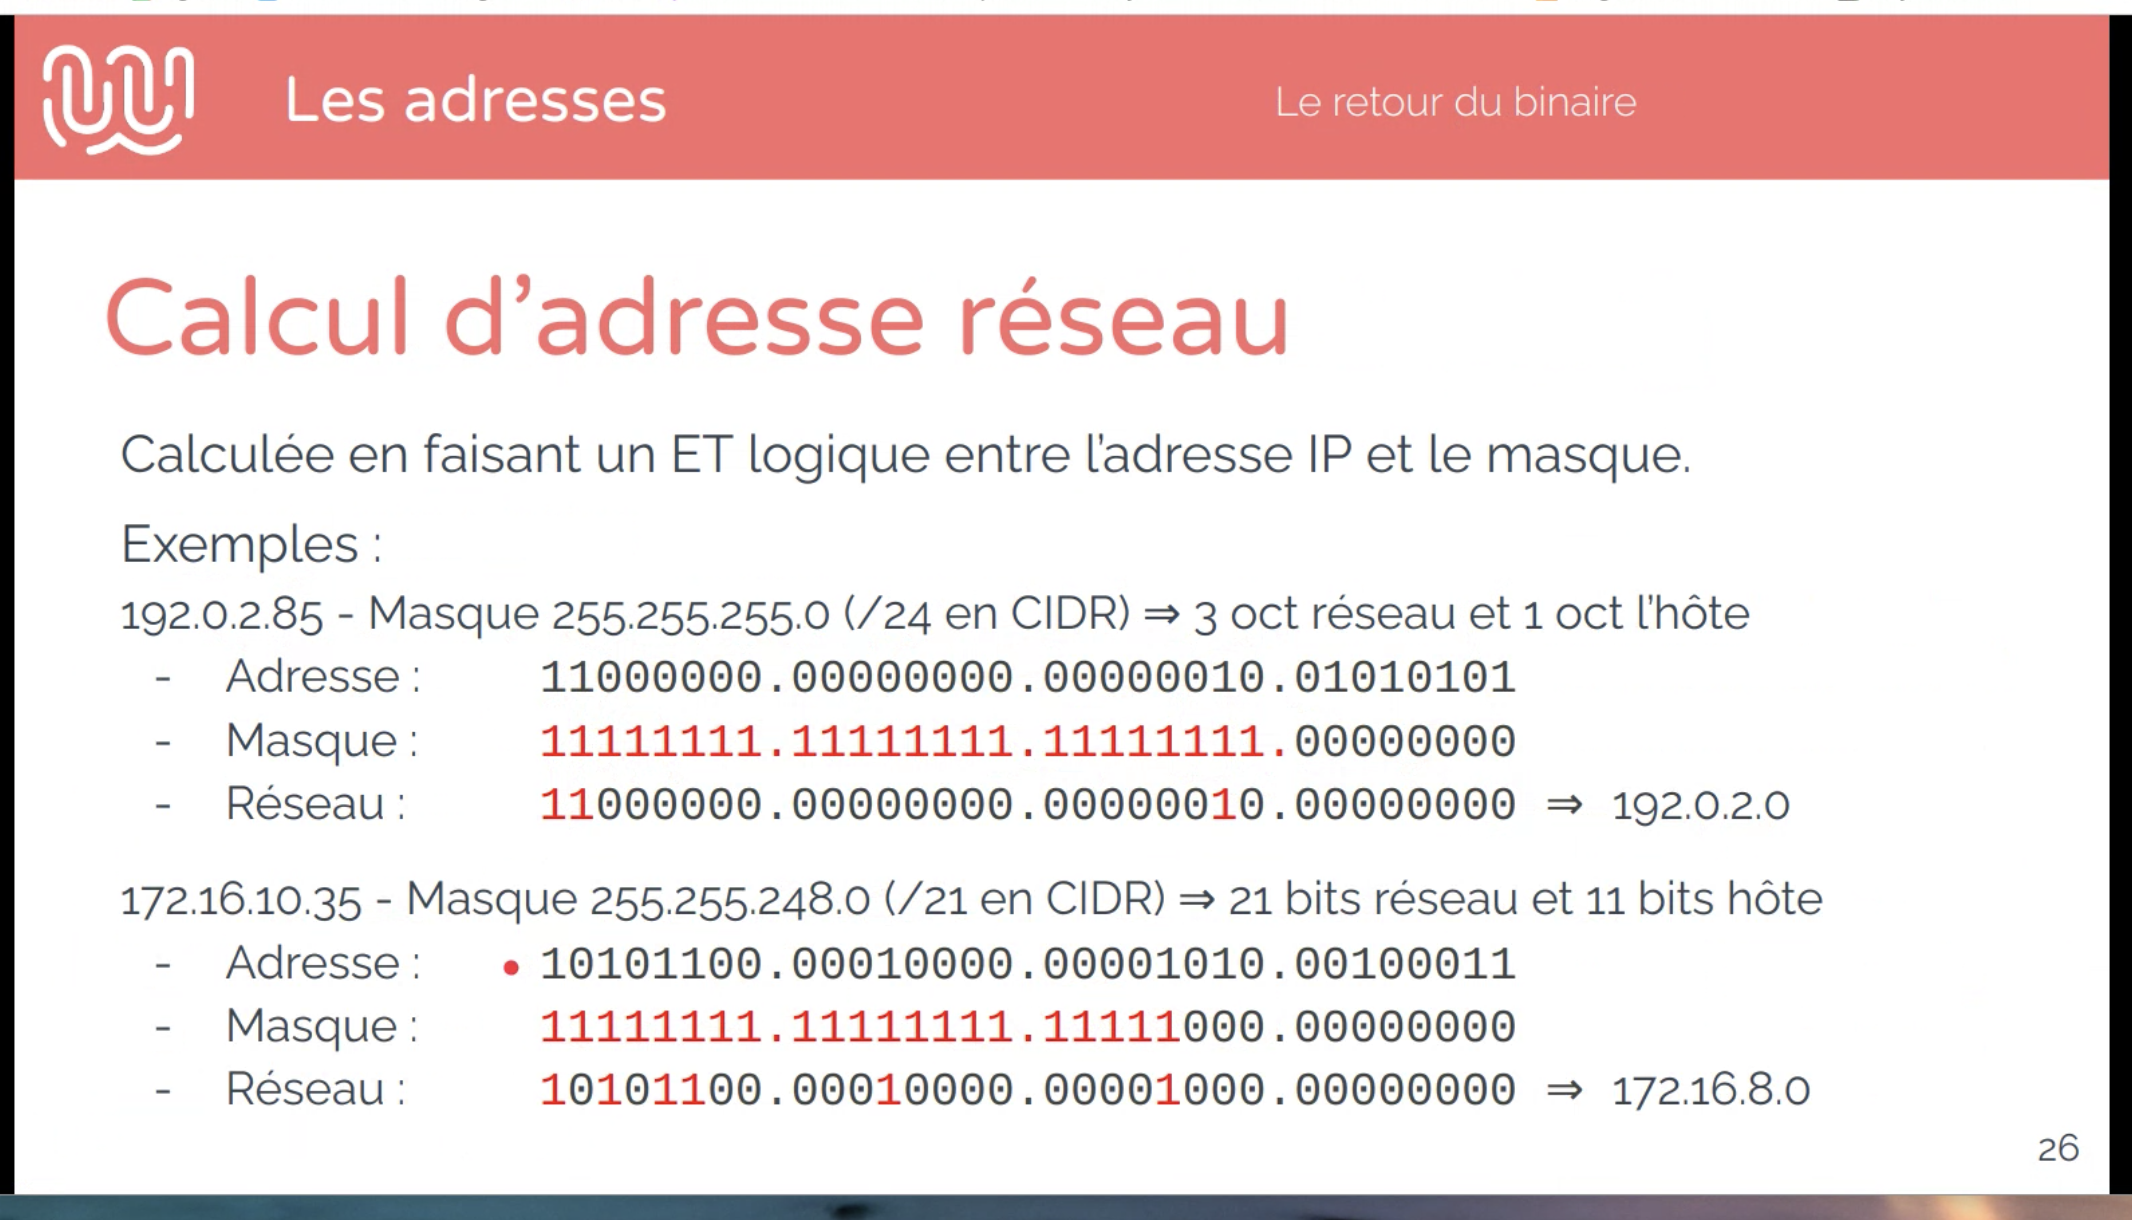 Les adresses
Le retour du binaire
Calcul d’adresse réseau
Calculée en faisant un ET logique entre l’adresse IP et le masque.
Exemples :
192.0.2.85 - Masque 255.255.255.0 (/24 en CIDR) ⇒ 3 oct réseau et 1 oct l’hôte
- Adresse : 11000000.00000000.00000010.01010101
- Masque : 11111111.11111111.11111111.00000000
- Réseau : 11000000.00000000.00000010.00000000 ⇒ 192.0.2.0
172.16.10.35 - Masque 255.255.248.0 (/21 en CIDR) ⇒ 21 bits réseau et 11 bits hôte
- Adresse : 10101100.00010000.00001010.00100011
- Masque : 11111111.11111111.11111000.00000000
- Réseau : 10101100.00010000.00001000.00000000 ⇒ 172.16.8.0
26